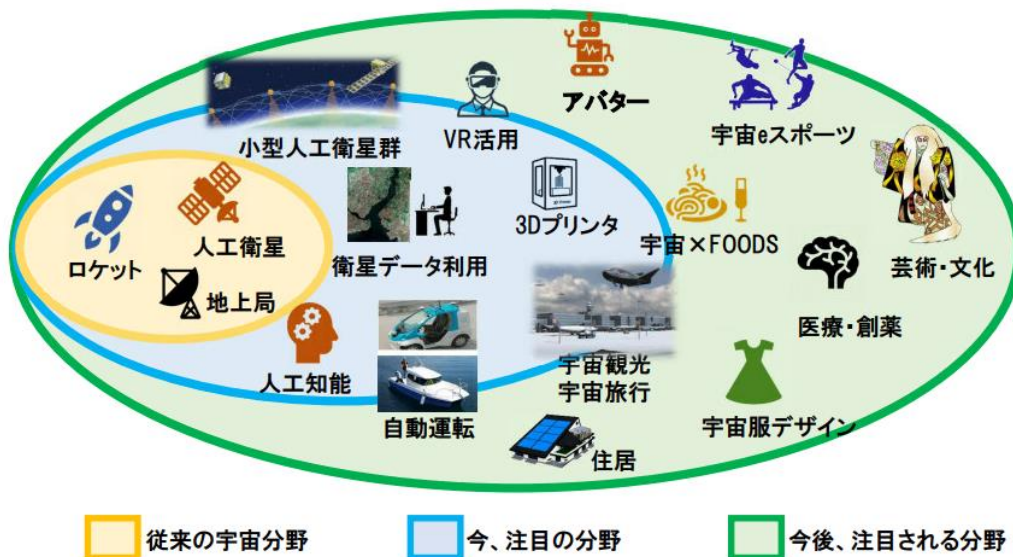 アバター
宇宙eスポーツ
小型人工衛星群
VR活用
3Dプリンタ
宇宙×FOODS
人工衛星
ロケット
衛星データ利用
芸術・文化
地上局
医療・創薬
人工知能
宇宙観光
宇宙旅行
自動運転
宇宙服デザイン
住居
従来の宇宙分野
今、注目の分野
今後、注目される分野